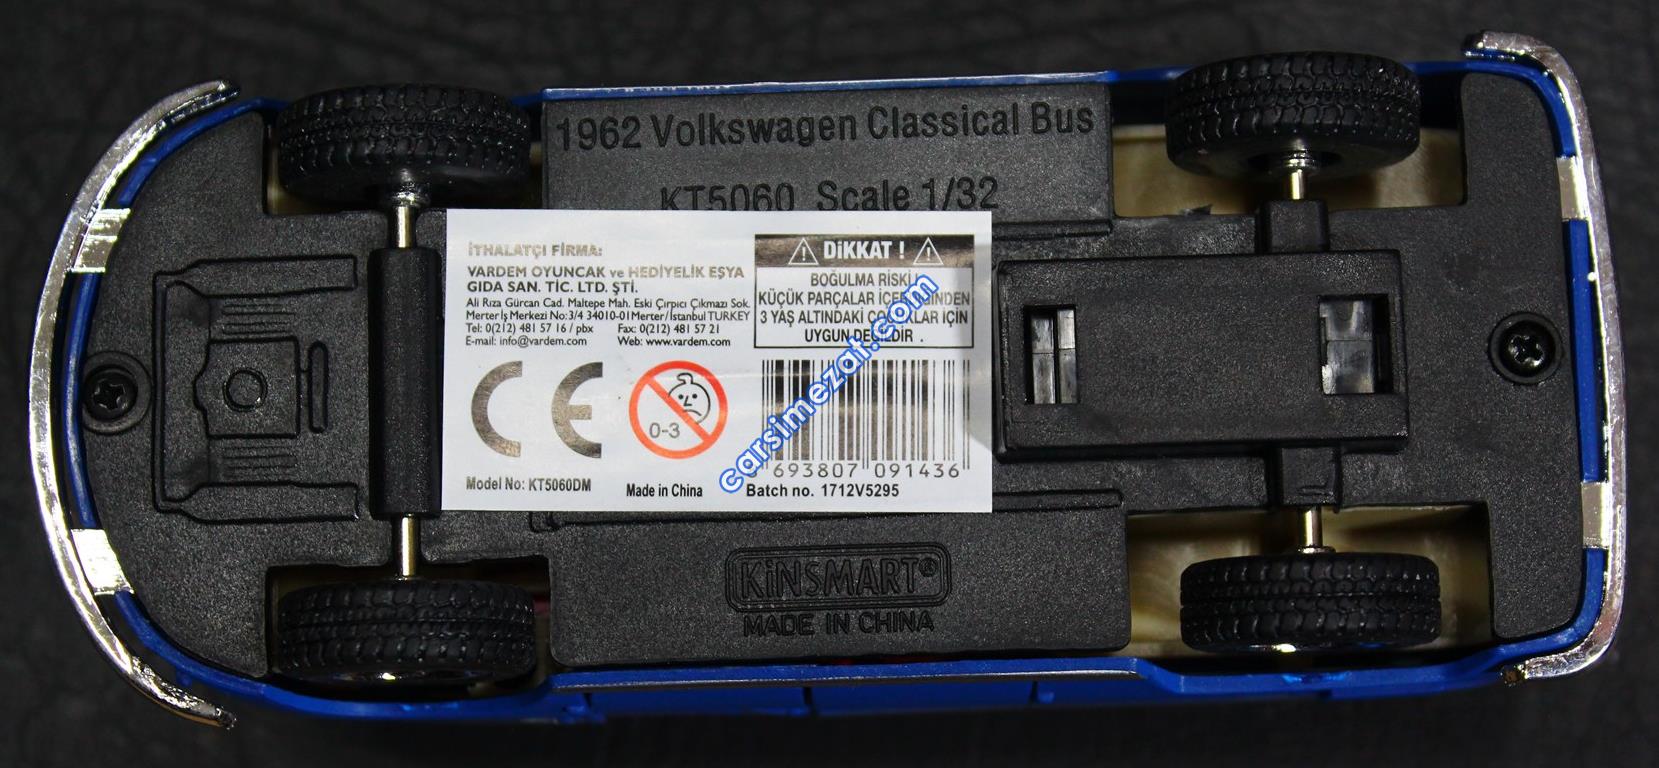 1962 Volkswagen Classical Bus
KT5060 Scale 1/32
İTHALATÇI FİRMA:
VARDEM OYUNCAK ve HEDİYELİK EŞYA
GIDA SAN. TİC. LTD. ŞTİ.
Ali Rıza Gürcan Cad. Maltepe Mah. Eski Çırpıcı Çıkmazı Sok.
Merter İş Merkezi No:3/4 34010-01 Merter / İstanbul TURKEY
Tel: 0(212) 481 57 16 / pbx Fax: 0(212) 481 57 21
E-mail: info@vardem.com Web: www.vardem.com
DİKKAT !
BOĞULMA RİSKİ !
KÜÇÜK PARÇALAR İÇERDİĞİNDEN
3 YAŞ ALTINDAKİ ÇOCUKLAR İÇİN
UYGUN DEĞİLDİR .
CE
0-3
693807 091436
Model No: KT5060DM
Made in China
Batch no. 1712V5295
carsimezat.com
KiNSMART®
MADE IN CHINA